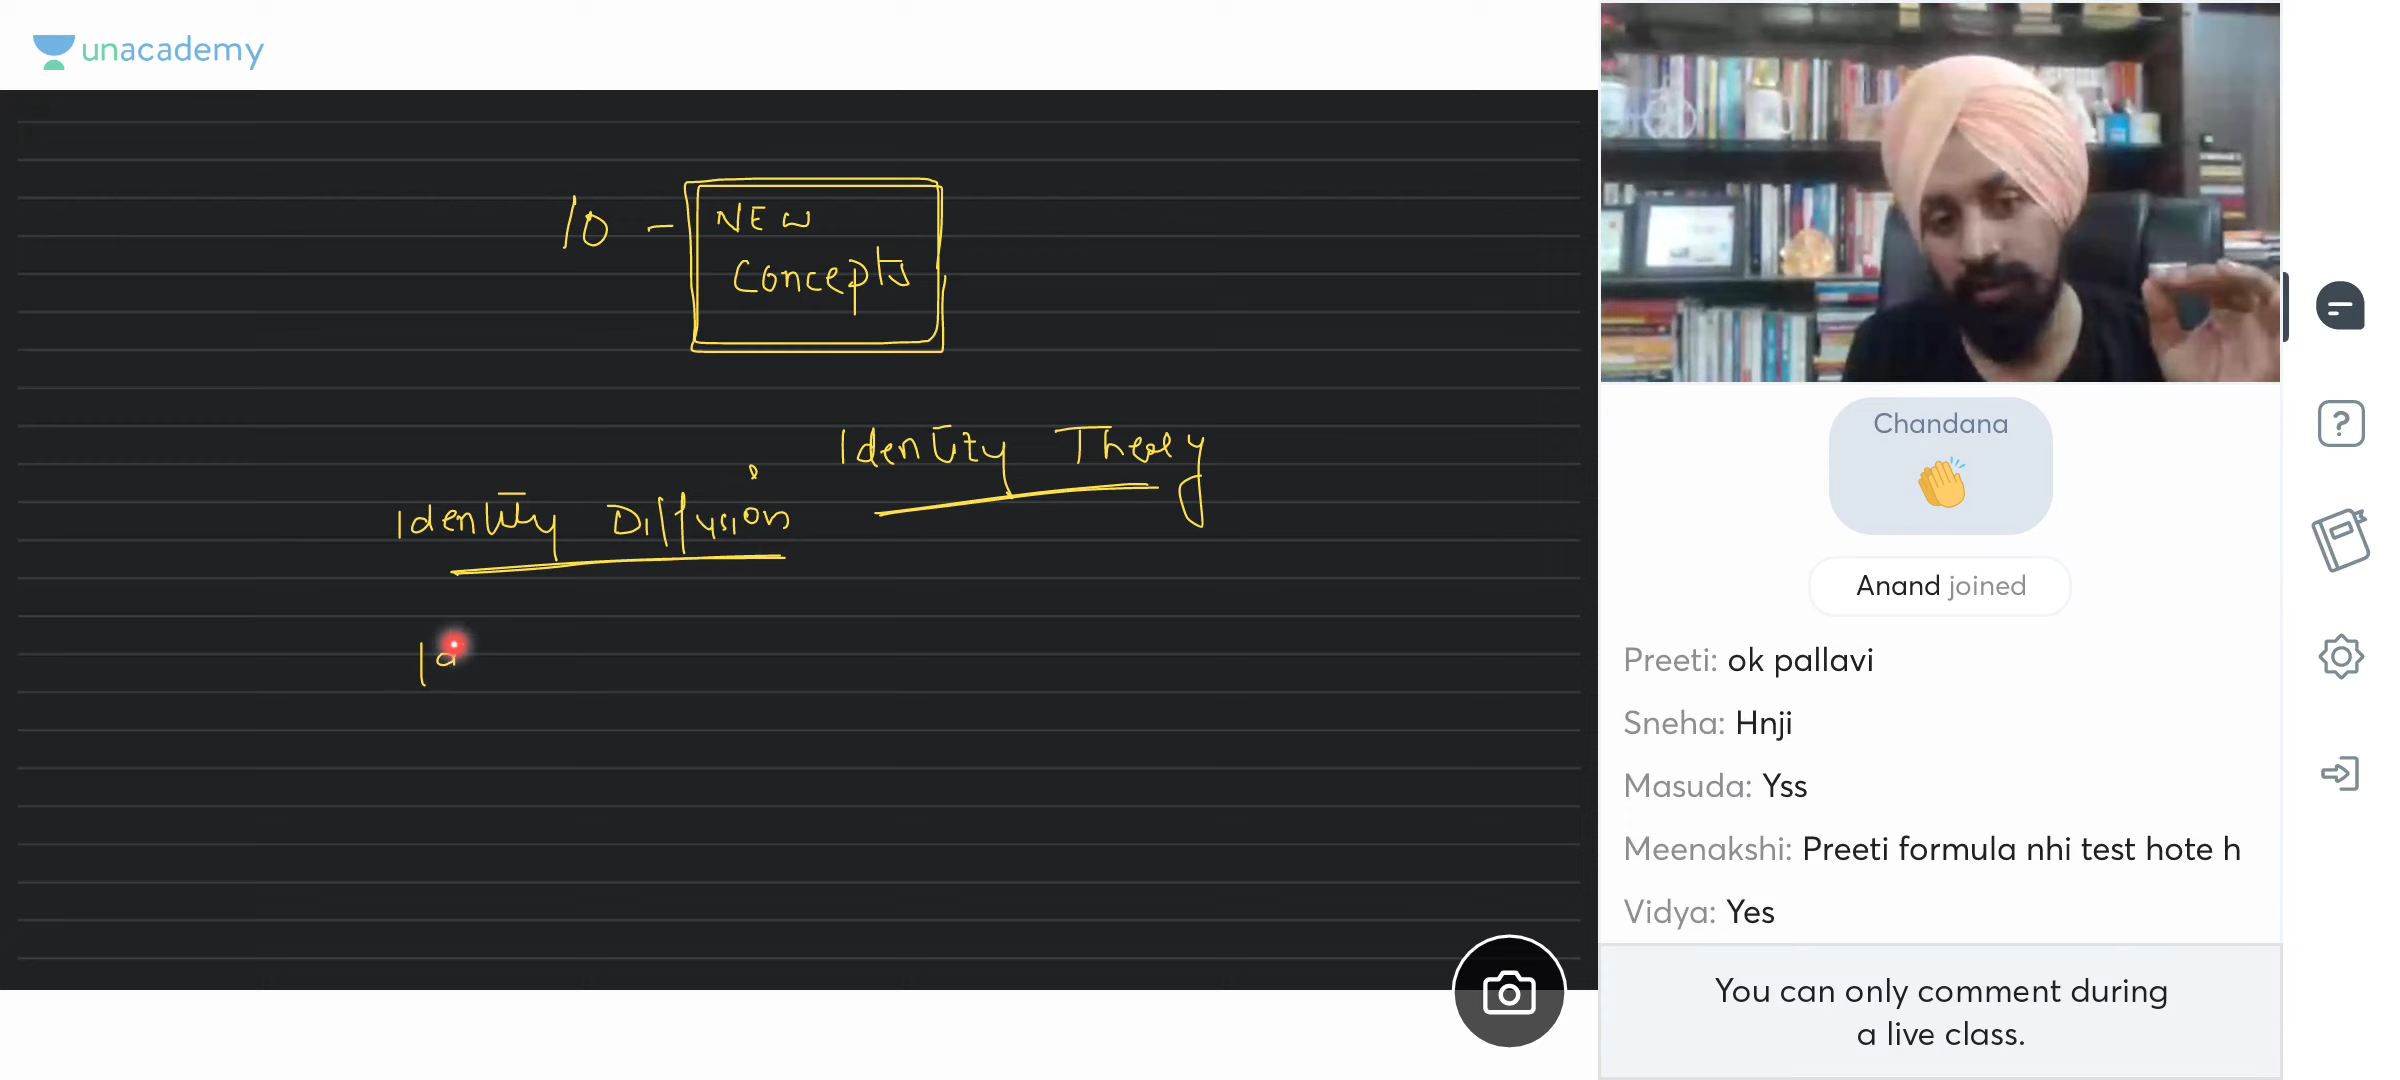 unacademy
10 - NEW
Concepts
Identity Theory
Identity Diffusion
Chandana
Anand joined
Preeti: ok pallavi
Sneha: Hnji
Masuda: Yss
Meenakshi: Preeti formula nhi test hote h
Vidya: Yes
You can only comment during
a live class.